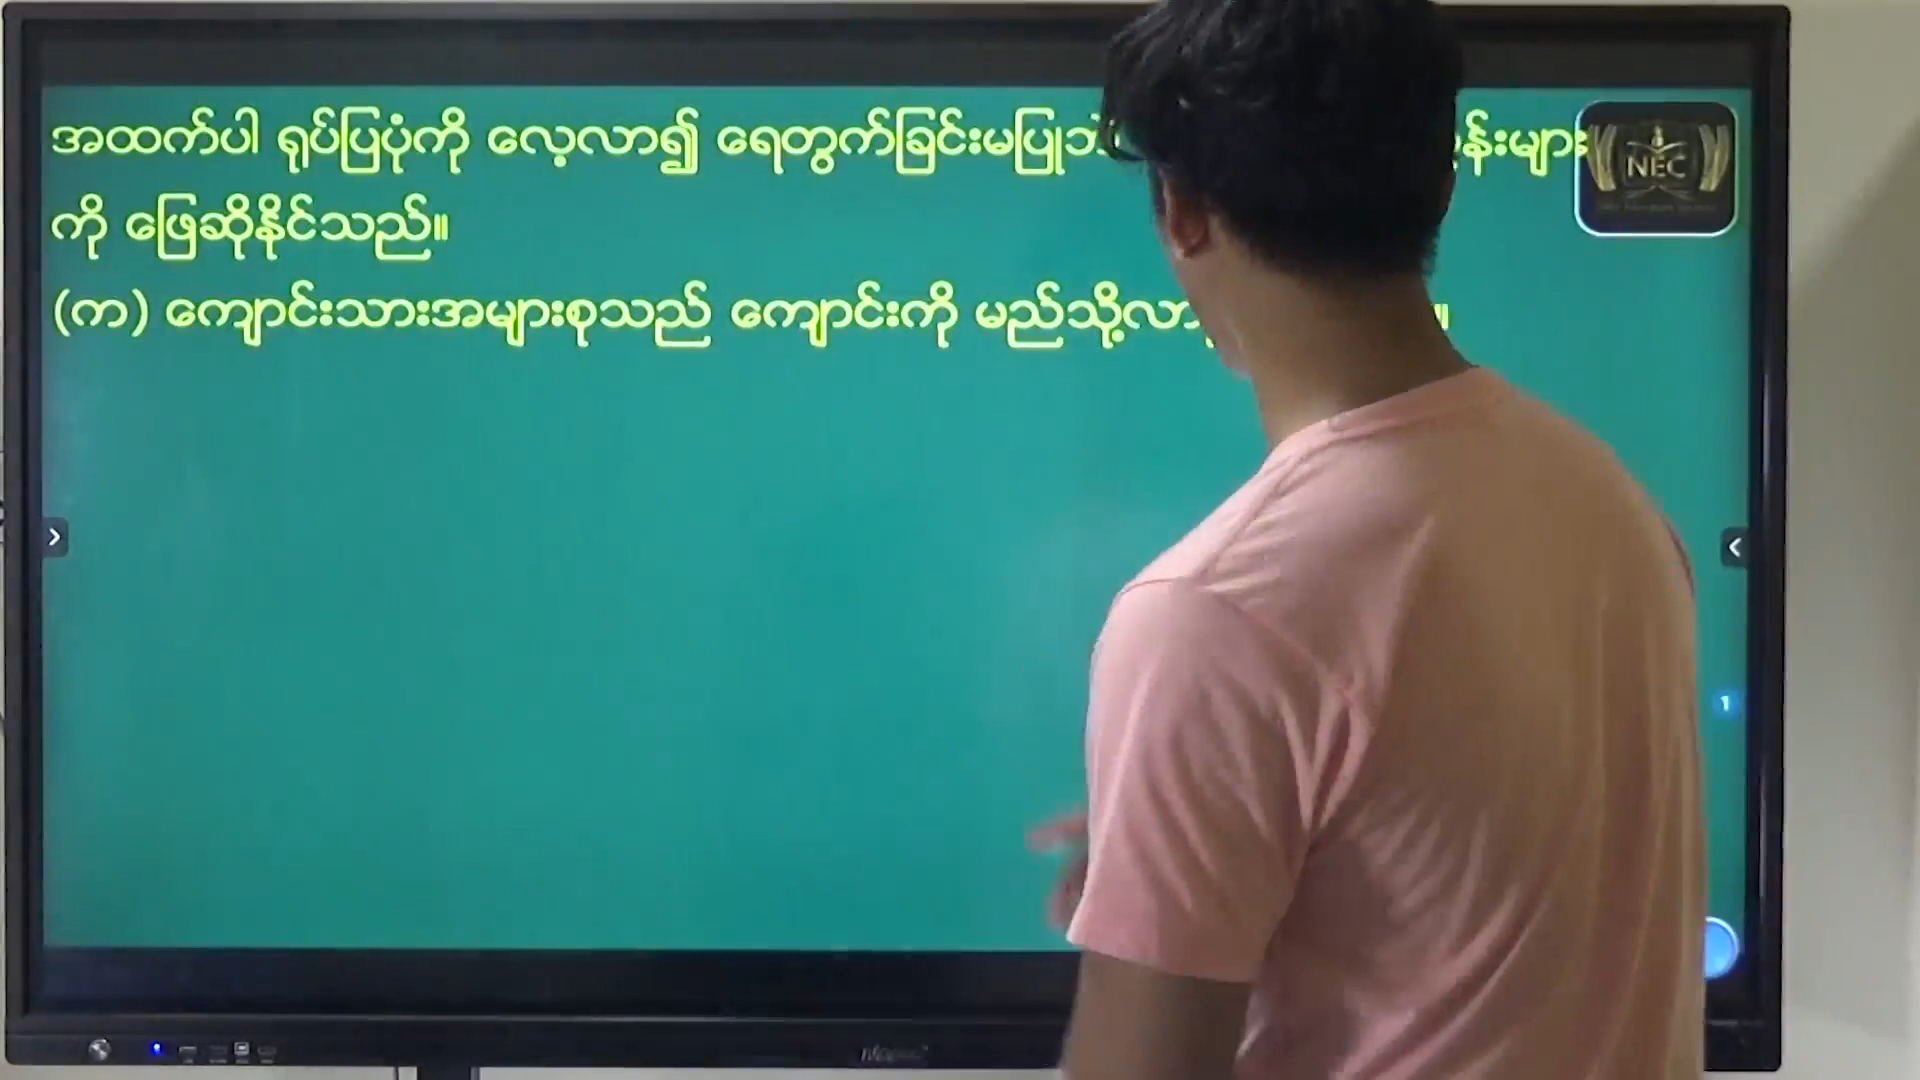 အထက်ပါ ရုပ်ပြပုံကို လေ့လာ၍ ရေတွက်ခြင်းမပြုဘဲ
ကို ဖြေဆိုနိုင်သည်။
(က) ကျောင်းသားအများစုသည် ကျောင်းကို မည်သို့
NEC
1